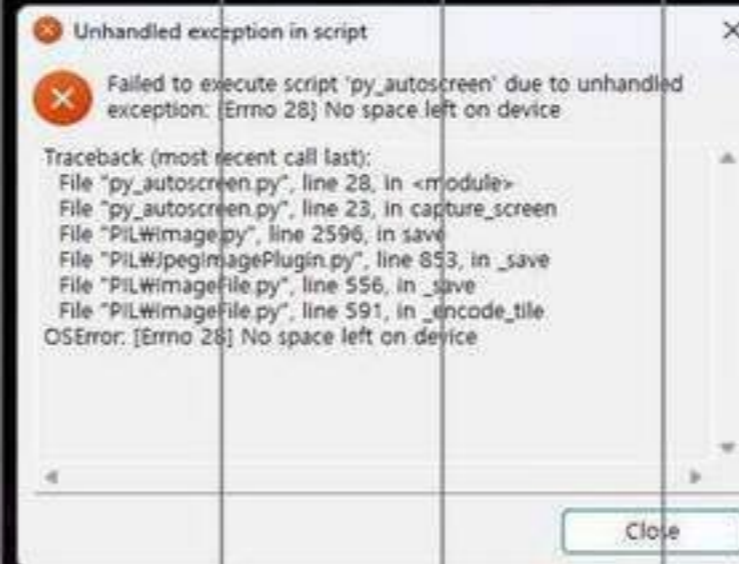 Unhandled exception in script
Failed to execute script 'py_autoscreen' due to unhandled
exception: [Errno 28] No space left on device
Traceback (most recent call last):
File "py_autoscreen.py", line 28, in <module>
File "py_autoscreen.py", line 23, in capture_screen
File "PIL₩Image.py", line 2596, in save
File "PIL₩JpegImagePlugin.py", line 853, in _save
File "PIL₩ImageFile.py", line 556, in _save
File "PIL₩ImageFile.py", line 591, in _encode_tile
OSError: [Errno 28] No space left on device
Close